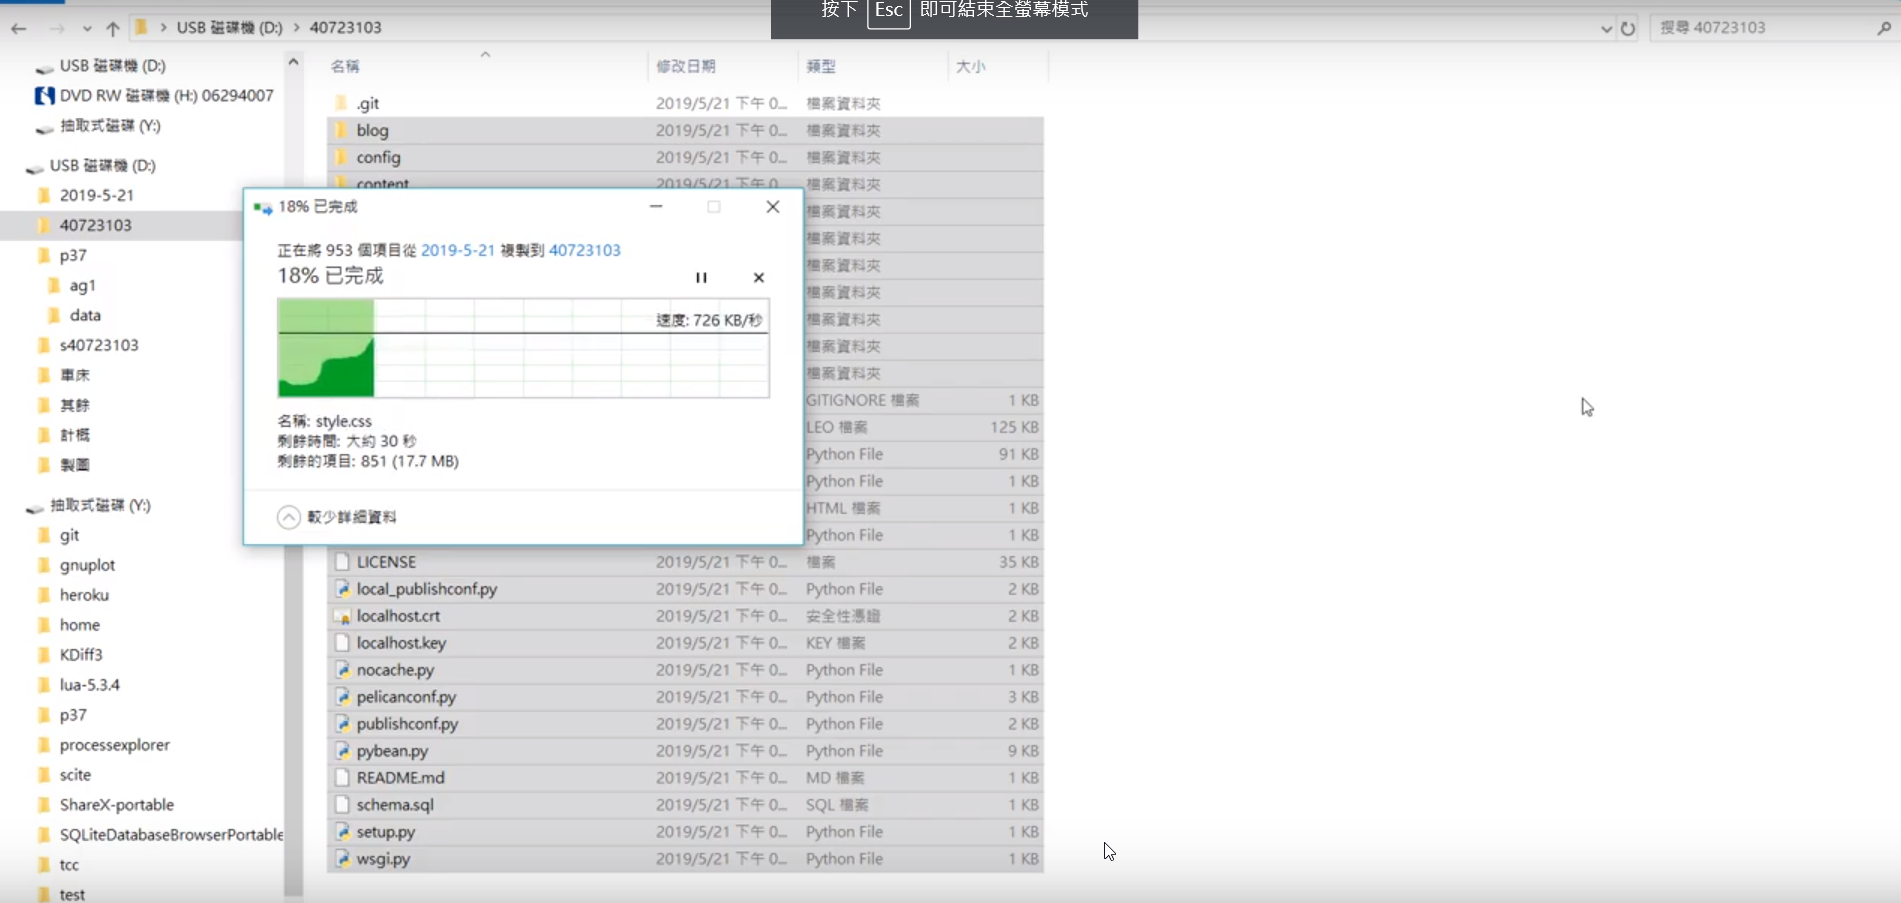 按下 Esc 即可結束全螢幕模式
USB 磁碟機 (D:) › 40723103
搜尋 40723103
USB 磁碟機 (D:)
DVD RW 磁碟機 (H:) 06294007
抽取式磁碟 (Y:)
USB 磁碟機 (D:)
2019-5-21
40723103
p37
ag1
data
s40723103
車床
其餘
計概
製圖
抽取式磁碟 (Y:)
git
gnuplot
heroku
home
KDiff3
lua-5.3.4
p37
processexplorer
scite
ShareX-portable
SQLiteDatabaseBrowserPortable
tcc
test
名稱 修改日期 類型 大小
.git 2019/5/21 下午 0... 檔案資料夾
blog 2019/5/21 下午 0... 檔案資料夾
config 2019/5/21 下午 0... 檔案資料夾
content 2019/5/21 下午 0... 檔案資料夾
檔案資料夾
檔案資料夾
檔案資料夾
檔案資料夾
檔案資料夾
檔案資料夾
檔案資料夾
GITIGNORE 檔案 1 KB
LEO 檔案 125 KB
Python File 91 KB
Python File 1 KB
HTML 檔案 1 KB
Python File 1 KB
LICENSE 2019/5/21 下午 0... 檔案 35 KB
local_publishconf.py 2019/5/21 下午 0... Python File 2 KB
localhost.crt 2019/5/21 下午 0... 安全性憑證 2 KB
localhost.key 2019/5/21 下午 0... KEY 檔案 2 KB
nocache.py 2019/5/21 下午 0... Python File 1 KB
pelicanconf.py 2019/5/21 下午 0... Python File 3 KB
publishconf.py 2019/5/21 下午 0... Python File 2 KB
pybean.py 2019/5/21 下午 0... Python File 9 KB
README.md 2019/5/21 下午 0... MD 檔案 1 KB
schema.sql 2019/5/21 下午 0... SQL 檔案 1 KB
setup.py 2019/5/21 下午 0... Python File 1 KB
wsgi.py 2019/5/21 下午 0... Python File 1 KB
18% 已完成
正在將 953 個項目從 2019-5-21 複製到 40723103
18% 已完成
速度: 726 KB/秒
名稱: style.css
剩餘時間: 大約 30 秒
剩餘的項目: 851 (17.7 MB)
較少詳細資料